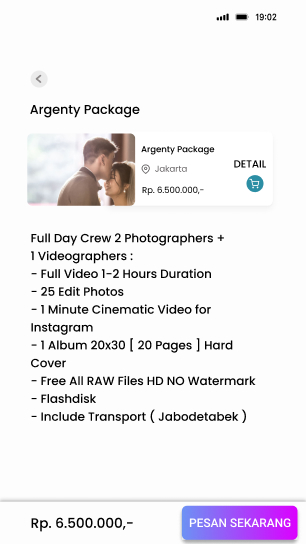 19:02
Argenty Package
Argenty Package
Jakarta
DETAIL
Rp. 6.500.000,-
Full Day Crew 2 Photographers +
1 Videographers :
- Full Video 1-2 Hours Duration
- 25 Edit Photos
- 1 Minute Cinematic Video for
Instagram
- 1 Album 20x30 [ 20 Pages ] Hard
Cover
- Free All RAW Files HD NO Watermark
- Flashdisk
- Include Transport ( Jabodetabek )
Rp. 6.500.000,-
PESAN SEKARANG